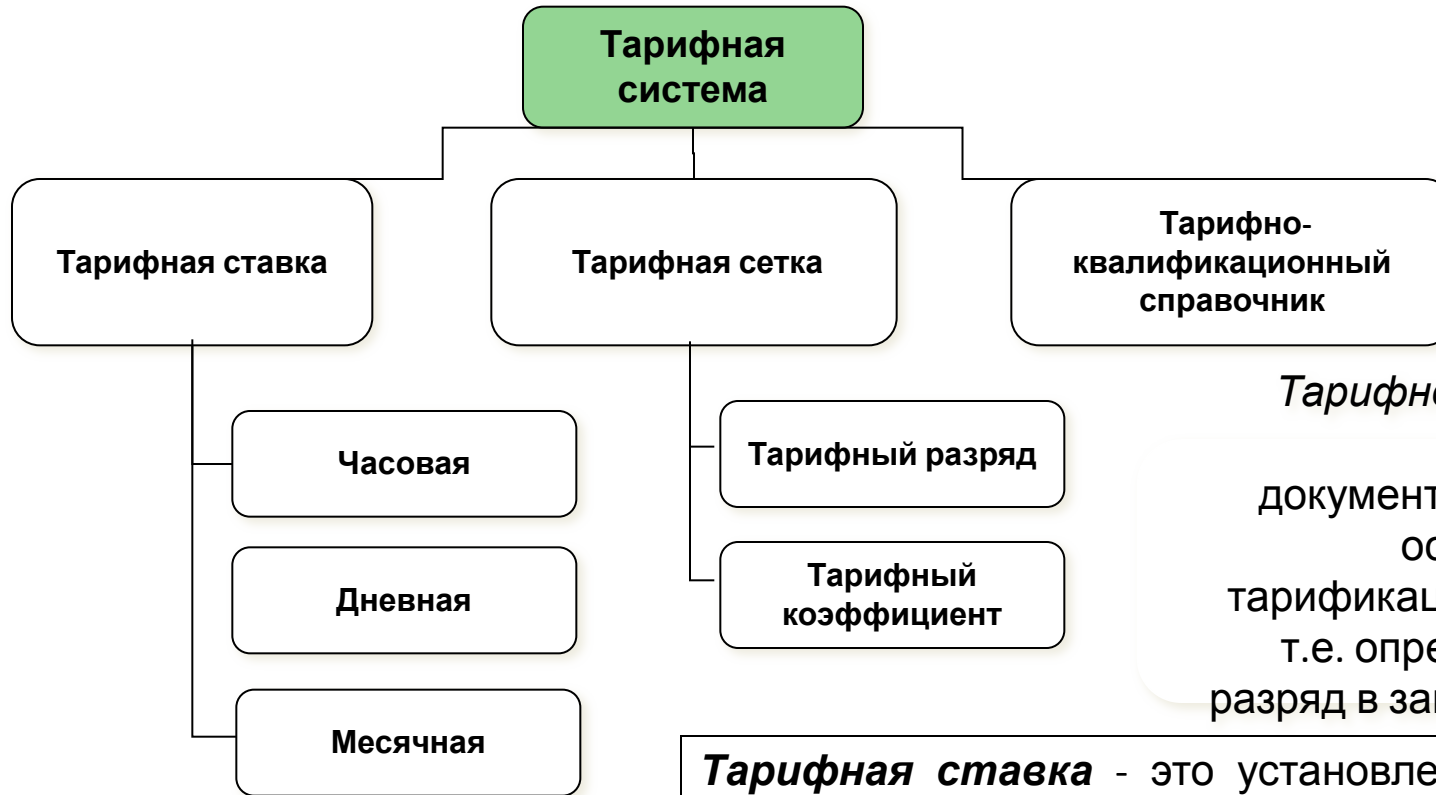 Тарифная
система
Тарифная ставка
Тарифная сетка
Тарифно-
квалификационный
справочник
Часовая
Дневная
Месячная
Тарифный разряд
Тарифный
коэффициент
т.е.
разряд в
Тарифная ставка - это